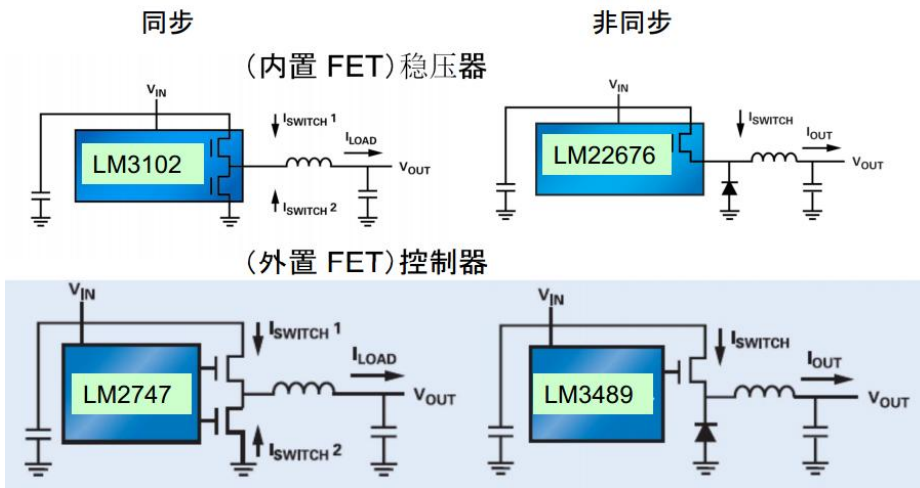 同步
非同步
（内置 FET）稳压器
VIN
ISWITCH 1
ILOAD
LM3102
VOUT
ISWITCH 2
VIN
ISWITCH
IOUT
LM22676
VOUT
（外置 FET）控制器
VIN
ISWITCH 1
ILOAD
LM2747
VOUT
ISWITCH 2
VIN
ISWITCH
IOUT
LM3489
VOUT